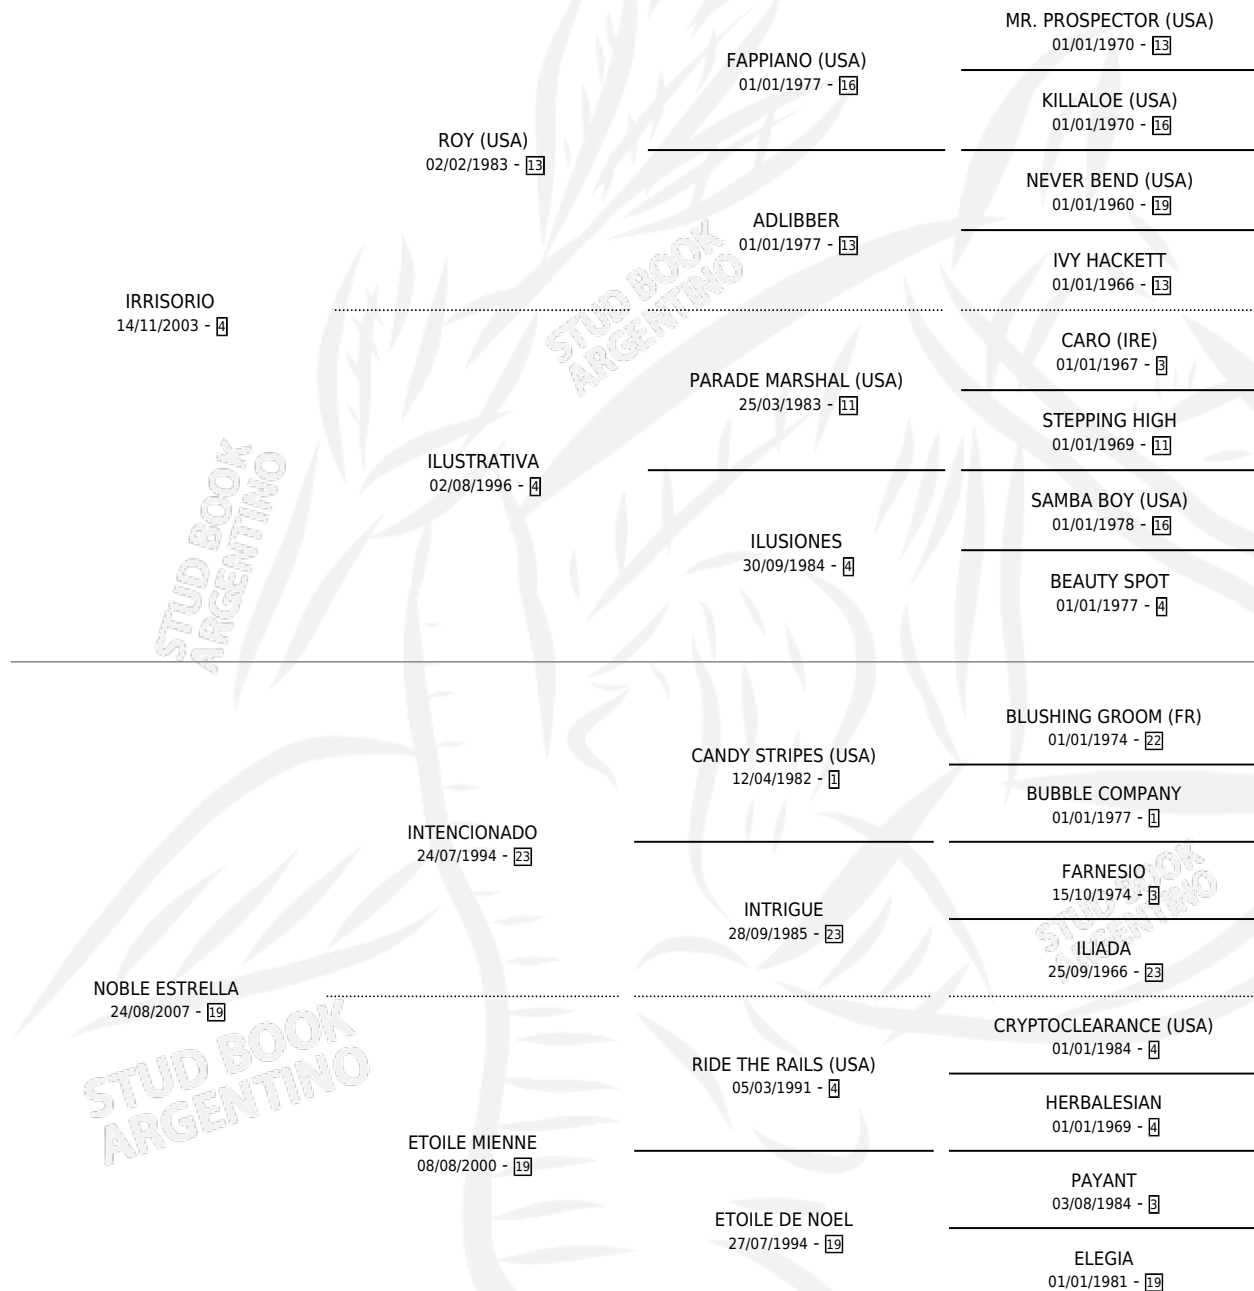 MR. PROSPECTOR (USA)
01/01/1970 - 13
FAPPIANO (USA)
01/01/1977 - 16
KILLALOE (USA)
01/01/1970 - 16
ROY (USA)
02/02/1983 - 13
NEVER BEND (USA)
01/01/1960 - 19
ADLIBBER
01/01/1977 - 13
IVY HACKETT
01/01/1966 - 13
IRRISORIO
14/11/2003 - 4
CARO (IRE)
01/01/1967 - 3
PARADE MARSHAL (USA)
25/03/1983 - 11
STEPPING HIGH
01/01/1969 - 11
ILUSTRATIVA
02/08/1996 - 4
SAMBA BOY (USA)
01/01/1978 - 16
ILUSIONES
30/09/1984 - 4
BEAUTY SPOT
01/01/1977 - 4
BLUSHING GROOM (FR)
01/01/1974 - 22
CANDY STRIPES (USA)
12/04/1982 - 1
BUBBLE COMPANY
01/01/1977 - 1
INTENCIONADO
24/07/1994 - 23
FARNESIO
15/10/1974 - 3
INTRIGUE
28/09/1985 - 23
ILIADA
25/09/1966 - 23
NOBLE ESTRELLA
24/08/2007 - 19
CRYPTOCLEARANCE (USA)
01/01/1984 - 4
RIDE THE RAILS (USA)
05/03/1991 - 4
HERBALESIAN
01/01/1969 - 4
ETOILE MIENNE
08/08/2000 - 19
PAYANT
03/08/1984 - 3
ETOILE DE NOEL
27/07/1994 - 19
ELEGIA
01/01/1981 - 19
STUD BOOK
ARGENTINO
STUD BOOK
ARGENTINO
STUD BOOK
ARGENTINO
STUD BOOK
ARGENTINO